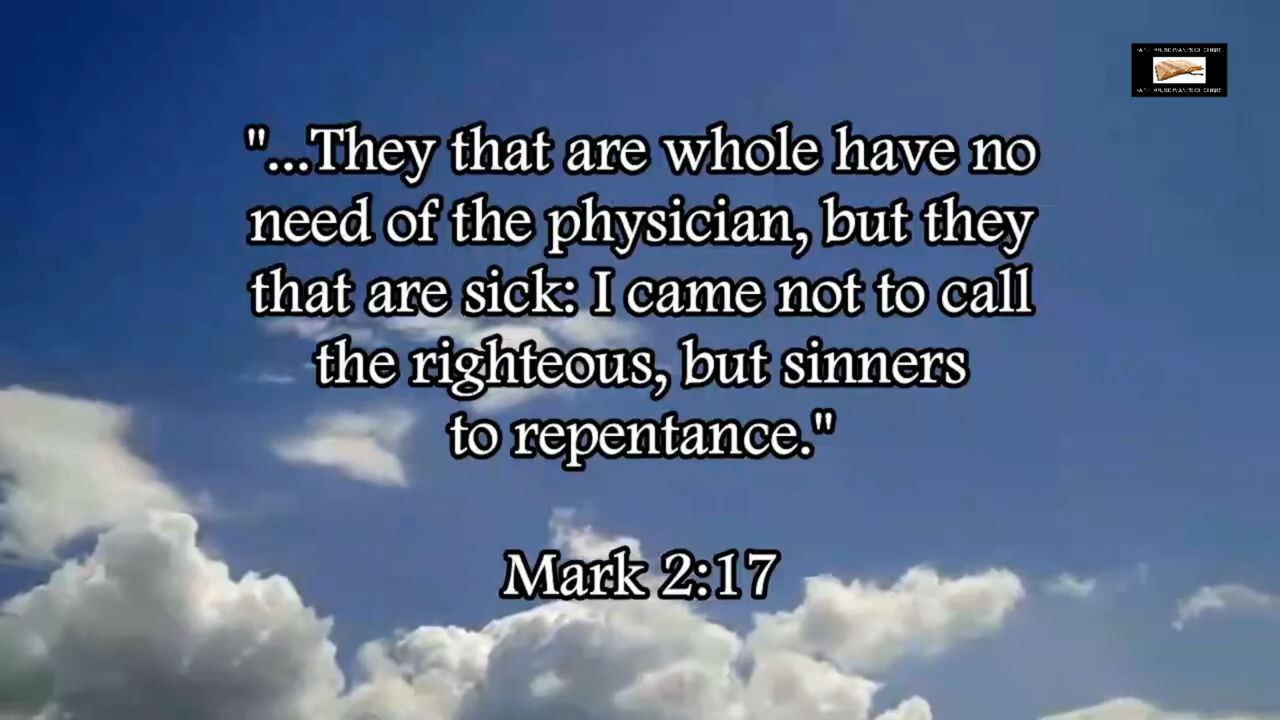 "...They that are whole have no
need of the physician, but they
that are sick: I came not to call
the righteous, but sinners
to repentance."
Mark 2:17